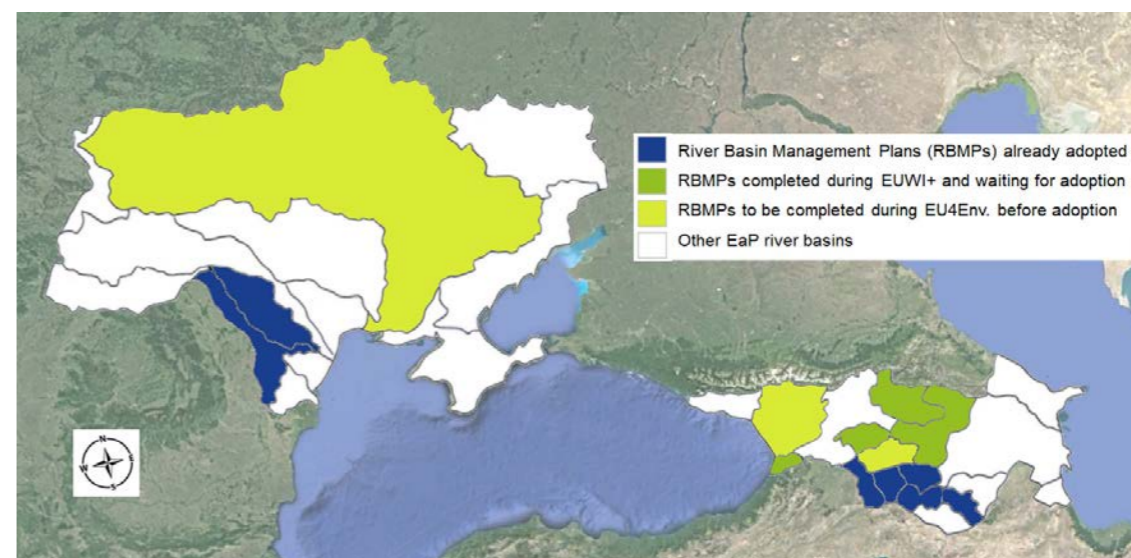 River Basin Management Plans (RBMPs) already adopted
RBMPs completed during EUWI+ and waiting for adoption
RBMPs to be completed during EU4Env. before adoption
Other EaP river basins
N
W E
S